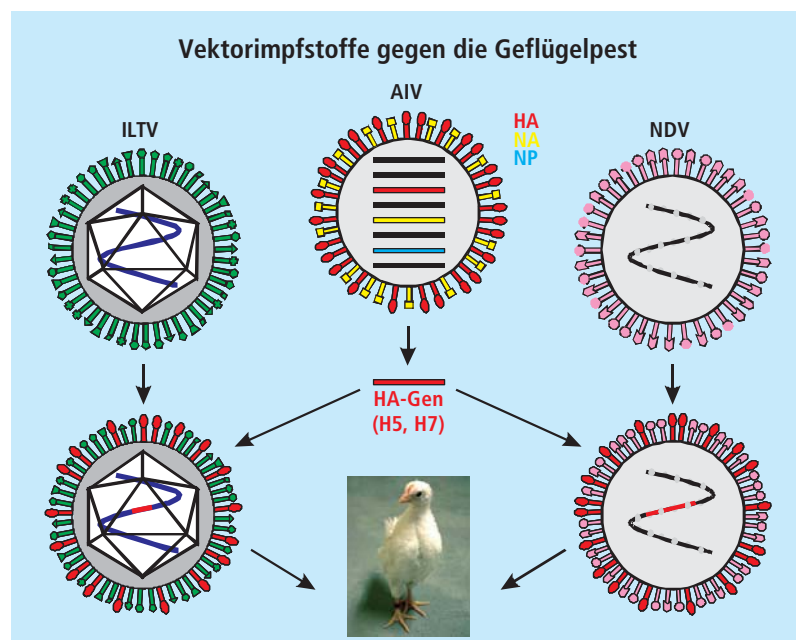 Vektorimpfstoffe gegen die Geflügelpest
AIV
ILTV
HA
NA
NP
NDV
HA-Gen
(H5, H7)